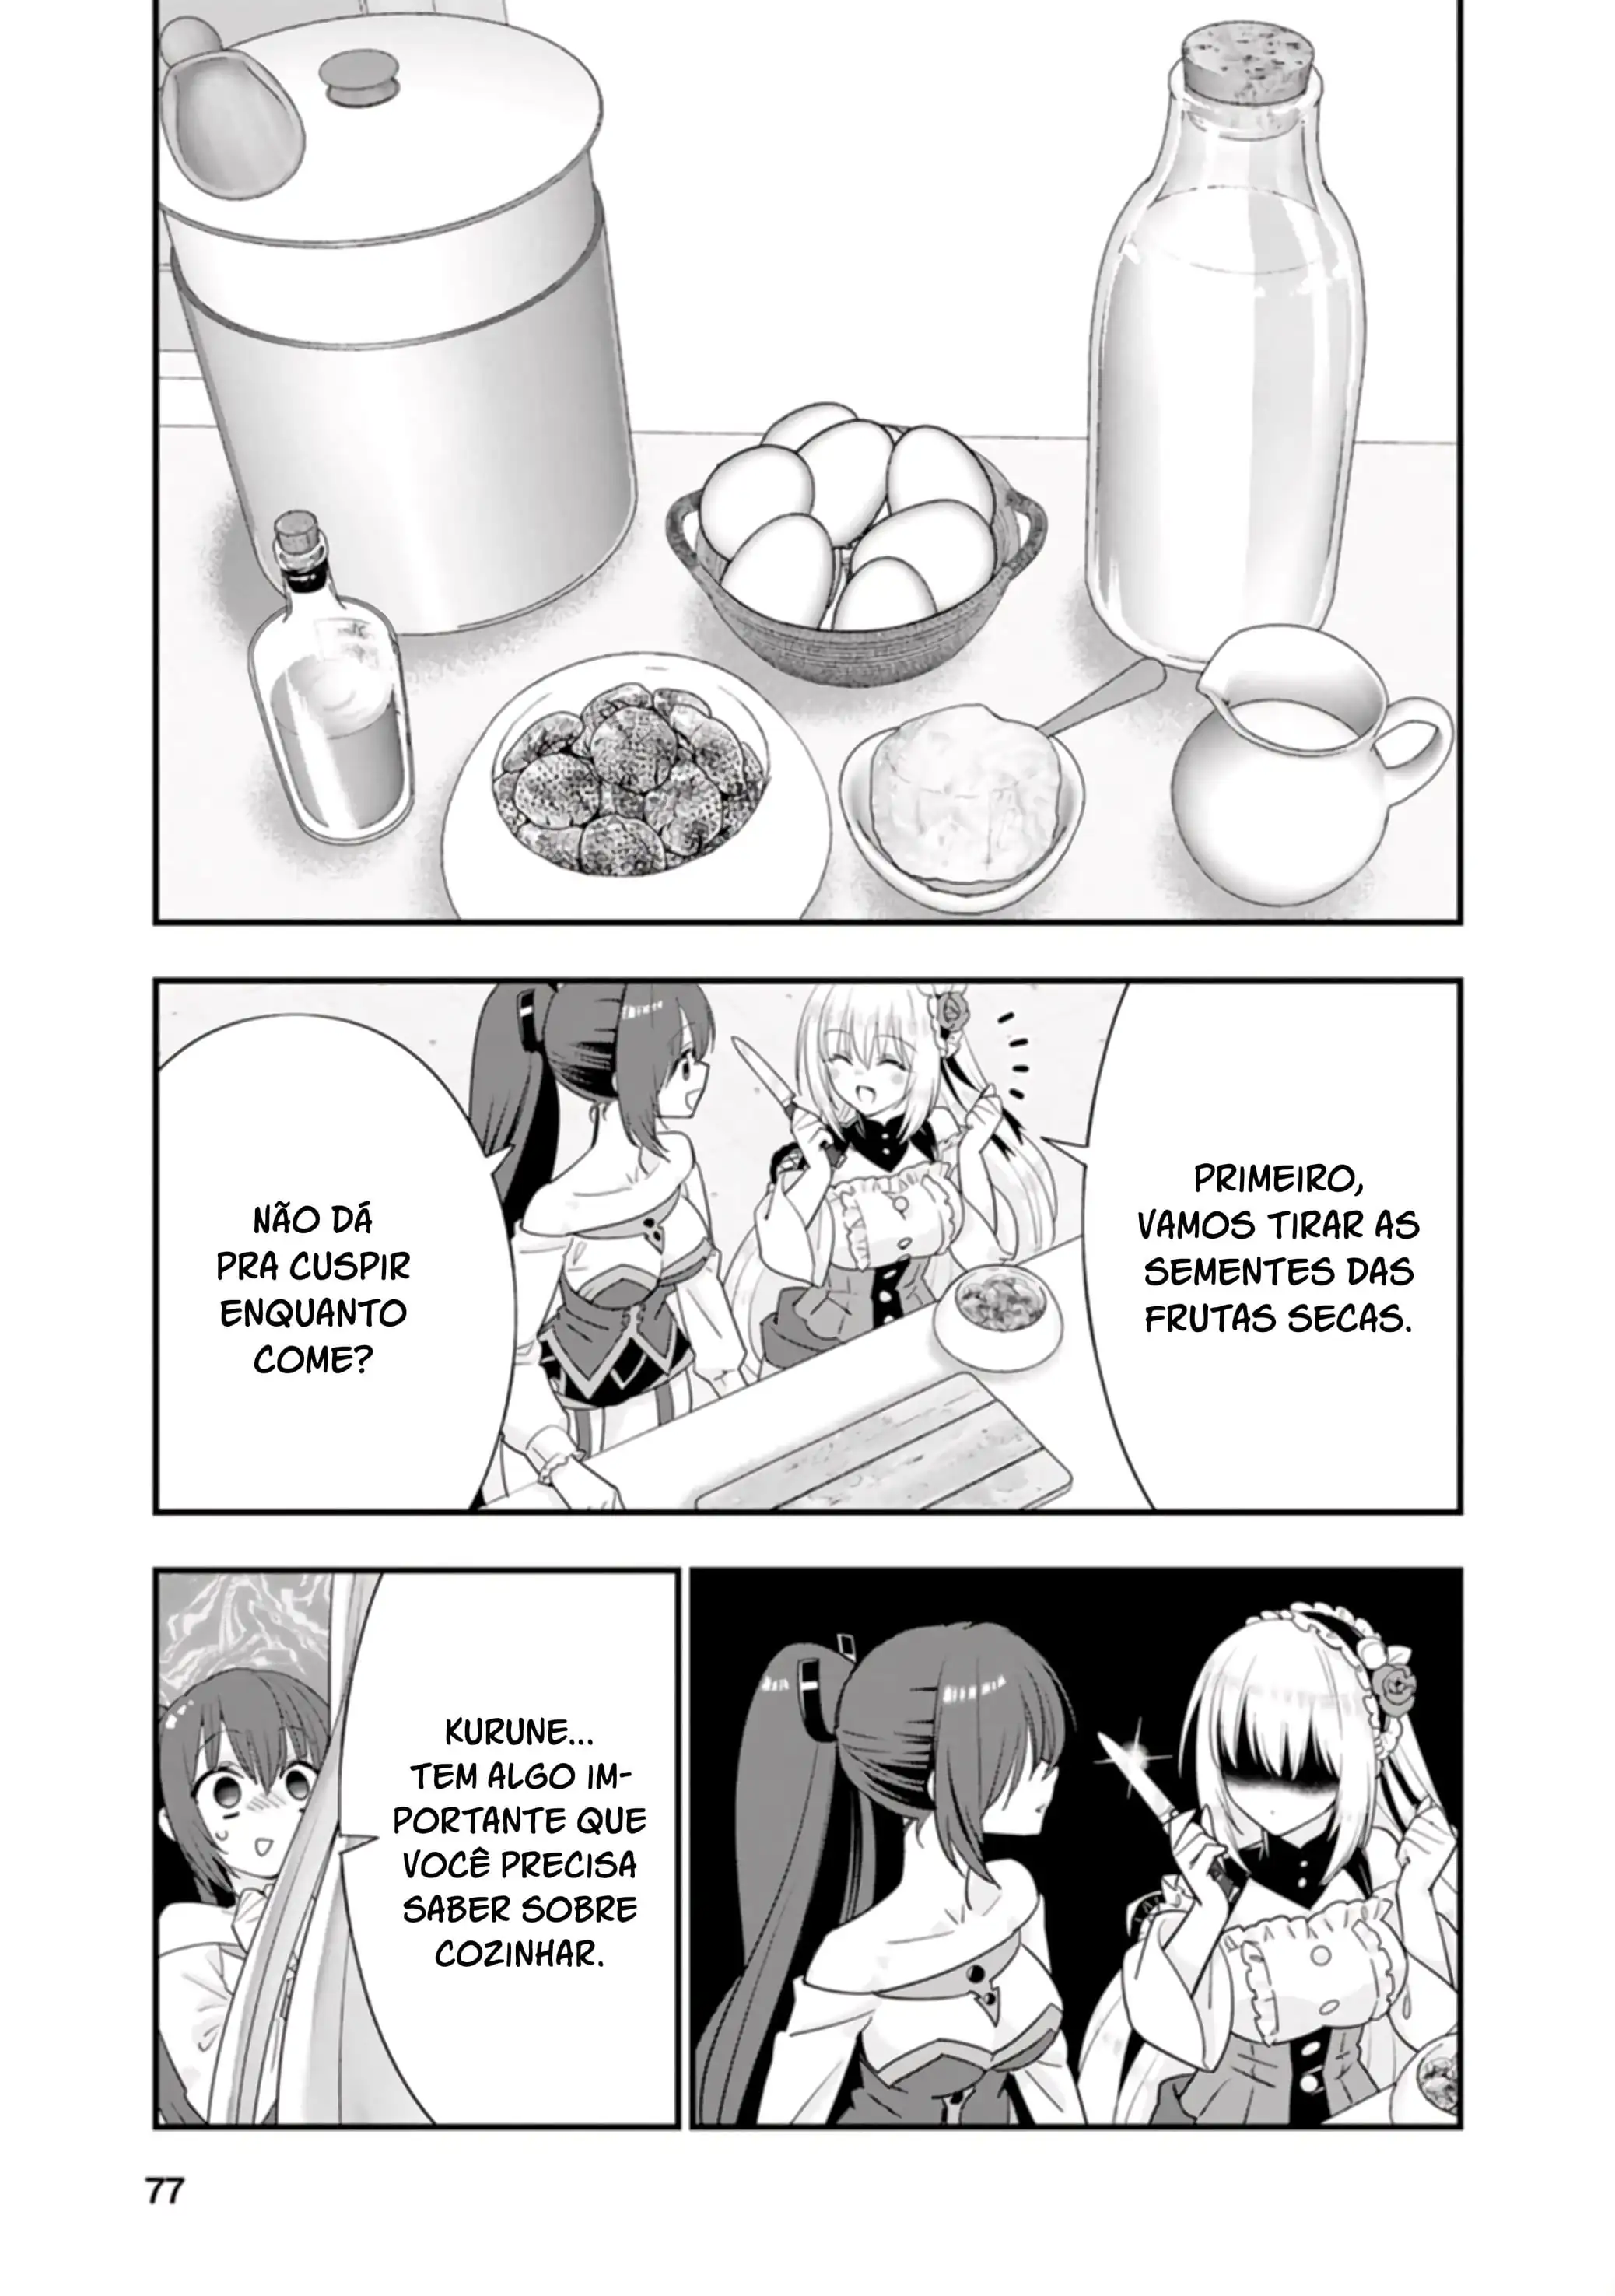 PRIMEIRO,
VAMOS TIRAR AS
SEMENTES DAS
FRUTAS SECAS.
NÃO DÁ
PRA CUSPIR
ENQUANTO
COME?
KURUNE...
TEM ALGO IM-
PORTANTE QUE
VOCÊ PRECISA
SABER SOBRE
COZINHAR.
77